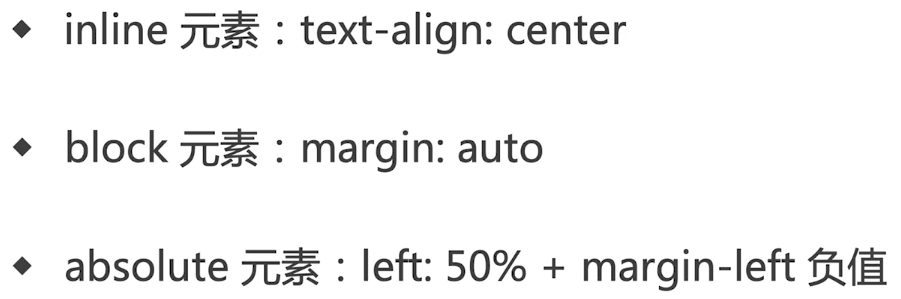 ◆ inline 元素：text-align: center
◆ block 元素：margin: auto
◆ absolute 元素：left: 50% + margin-left 负值